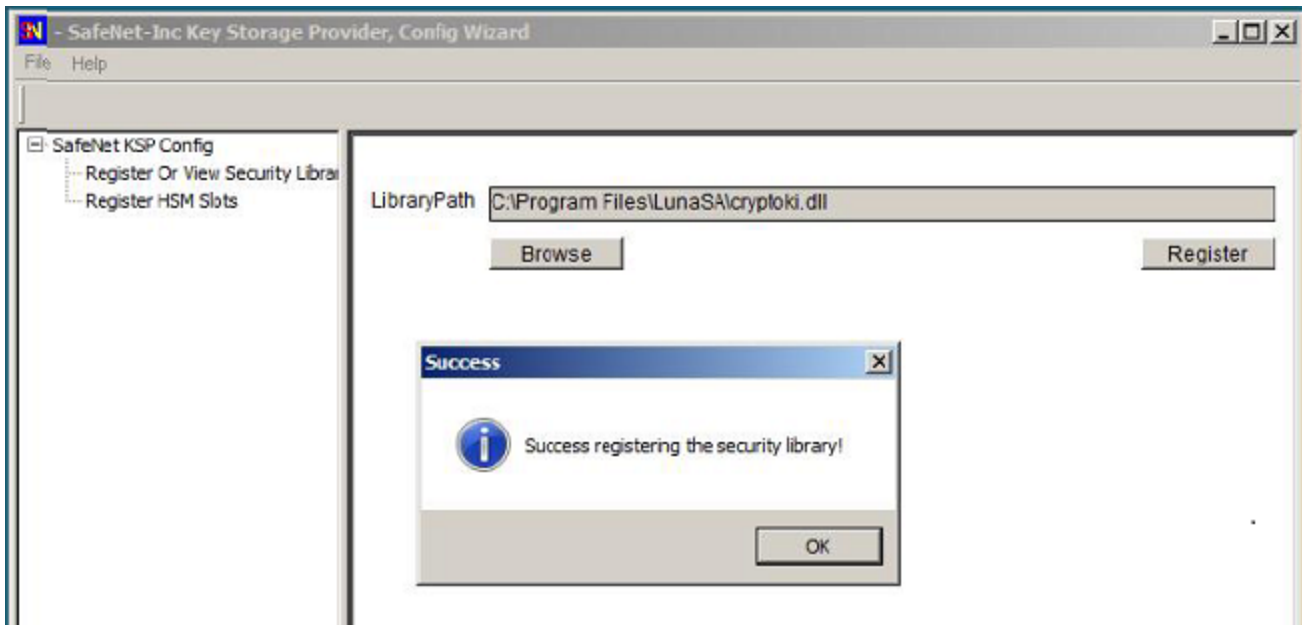 - SafeNet-Inc Key Storage Provider, Config Wizard
File Help
SafeNet KSP Config
Register Or View Security Librar
Register HSM Slots
LibraryPath C:\Program Files\LunaSA\cryptoki.dll
Browse
Register
Success
Success registering the security library!
OK